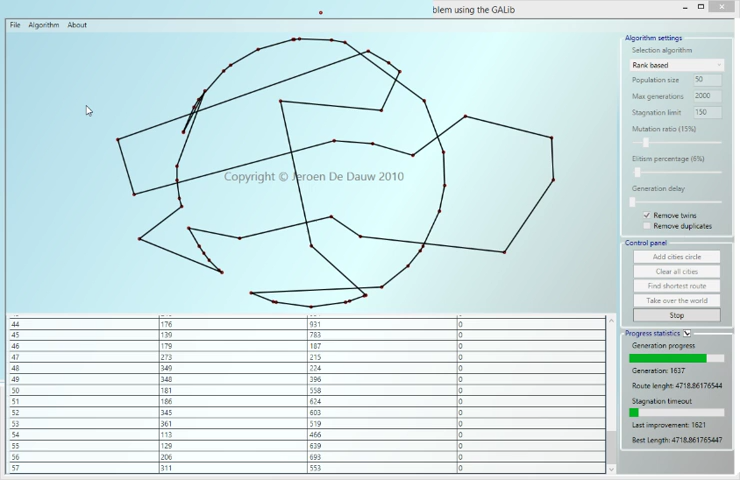 blem using the GALib
File Algorithm About
Algorithm settings
Selection algorithm
Rank based
Population size 50
Max generations 2000
Stagnation limit 150
Mutation ratio (15%)
Elitism percentage (6%)
Generation delay
Remove twins
Remove duplicates
Copyright © Jeroen De Dauw 2010
Control panel
Add cities circle
Clear all cities
Find shortest route
Take over the world
Stop
Progress statistics
Generation progress
Generation: 1637
Route lenght: 4718.86176544
Stagnation timeout
Last improvement: 1621
Best Length: 4718.861765447
44 176 931 0
45 139 783 0
46 179 187 0
47 273 215 0
48 349 224 0
49 348 396 0
50 181 558 0
51 186 624 0
52 345 603 0
53 361 519 0
54 113 466 0
55 129 639 0
56 206 693 0
57 311 553 0